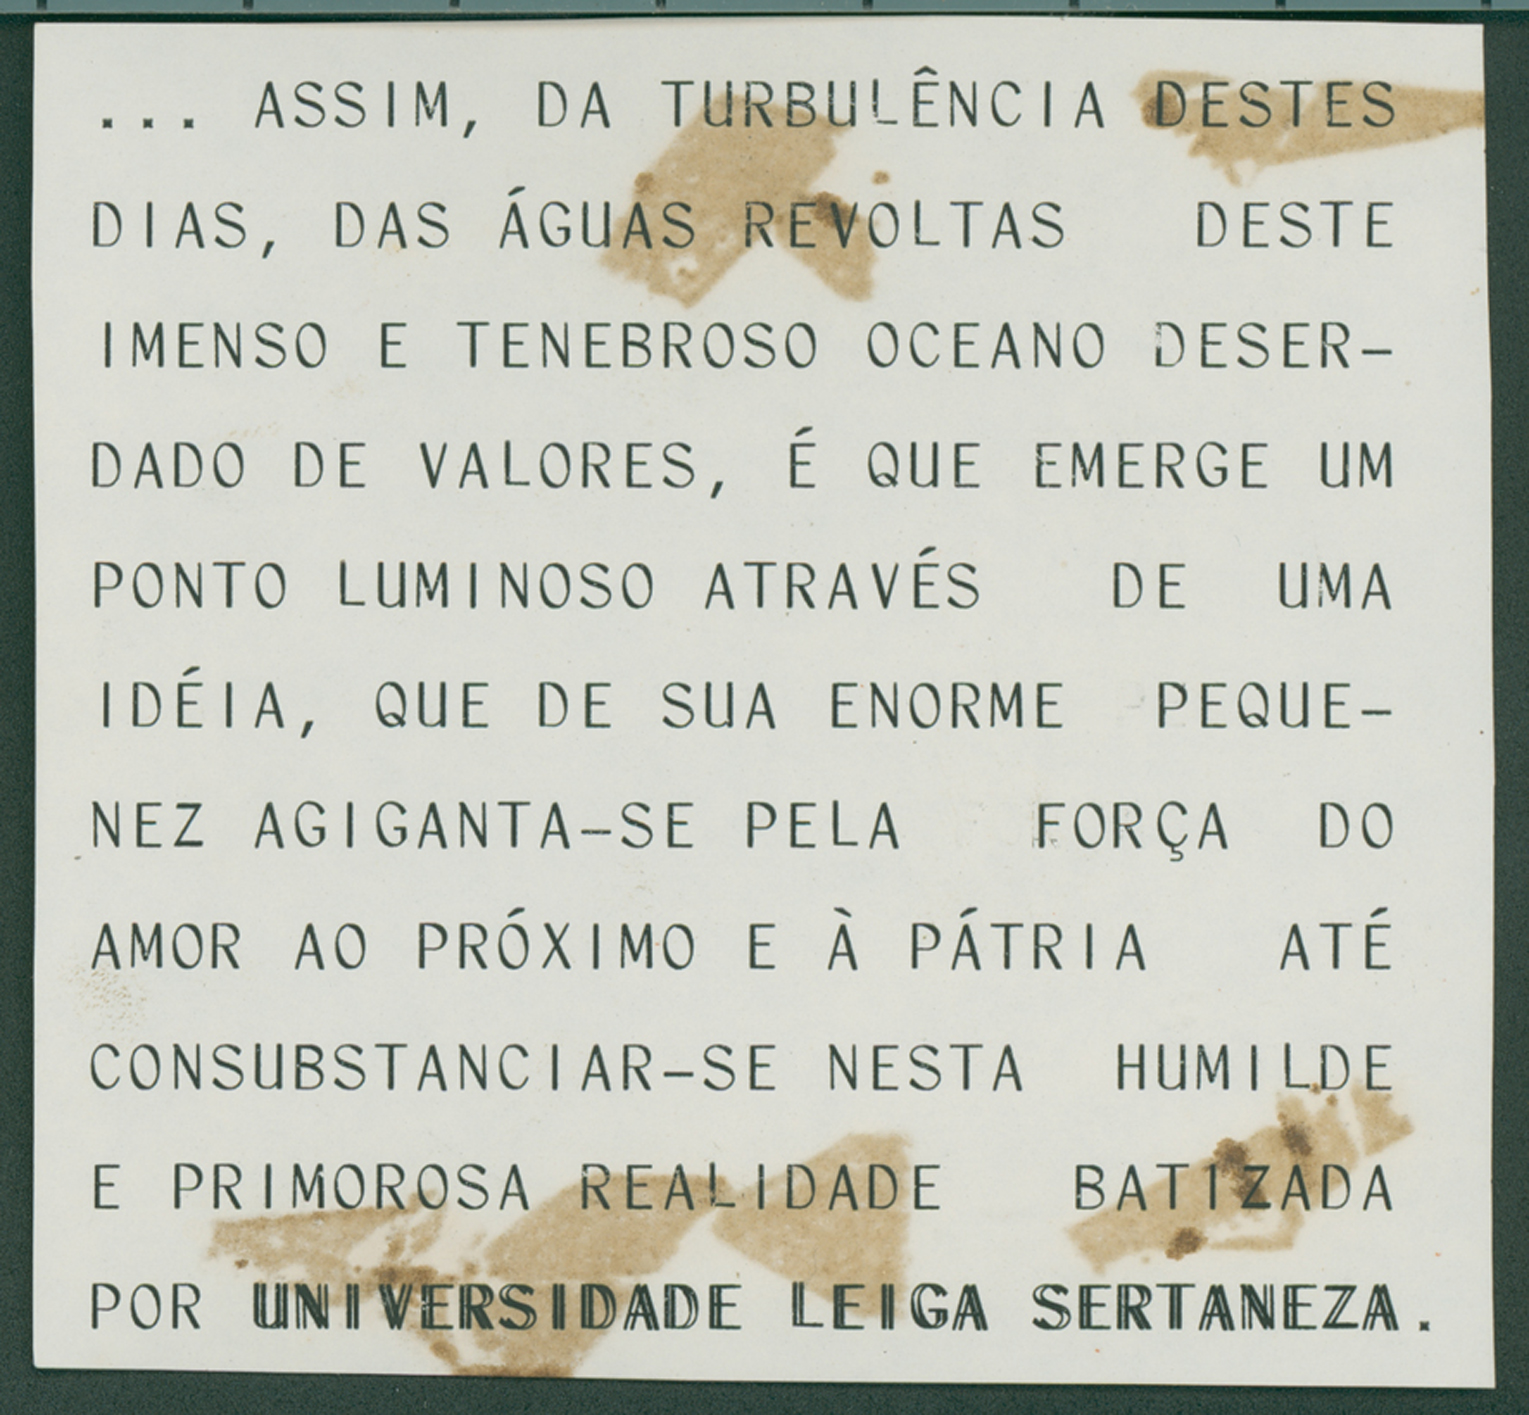 ... ASSIM, DA TURBULÊNCIA DESTES
DIAS, DAS ÁGUAS REVOLTAS DESTE
IMENSO E TENEBROSO OCEANO DESER-
DADO DE VALORES, É QUE EMERGE UM
PONTO LUMINOSO ATRAVÉS DE UMA
IDÉIA, QUE DE SUA ENORME PEQUE-
NEZ AGIGANTA-SE PELA FORÇA DO
AMOR AO PRÓXIMO E À PÁTRIA ATÉ
CONSUBSTANCIAR-SE NESTA HUMILDE
E PRIMOROSA REALIDADE BATIZADA
POR UNIVERSIDADE LEIGA SERTANEZA.